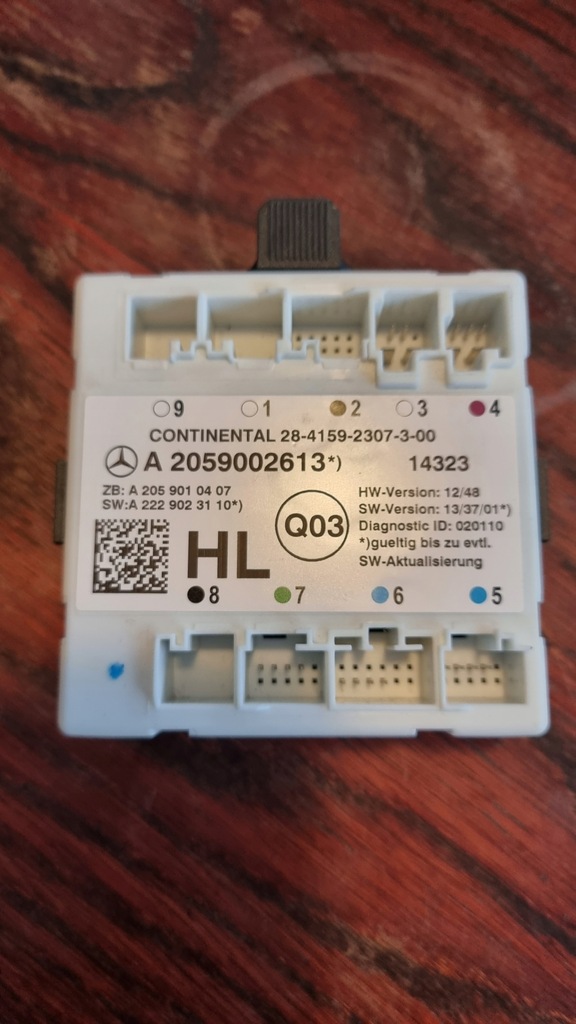 9 1 2 3 4
CONTINENTAL 28-4159-2307-3-00
A 2059002613*) 14323
ZB: A 205 901 04 07
SW:A 222 902 31 10*)
HL
Q03
HW-Version: 12/48
SW-Version: 13/37/01*)
Diagnostic ID: 020110
*)gueltig bis zu evtl.
SW-Aktualisierung
8 7 6 5